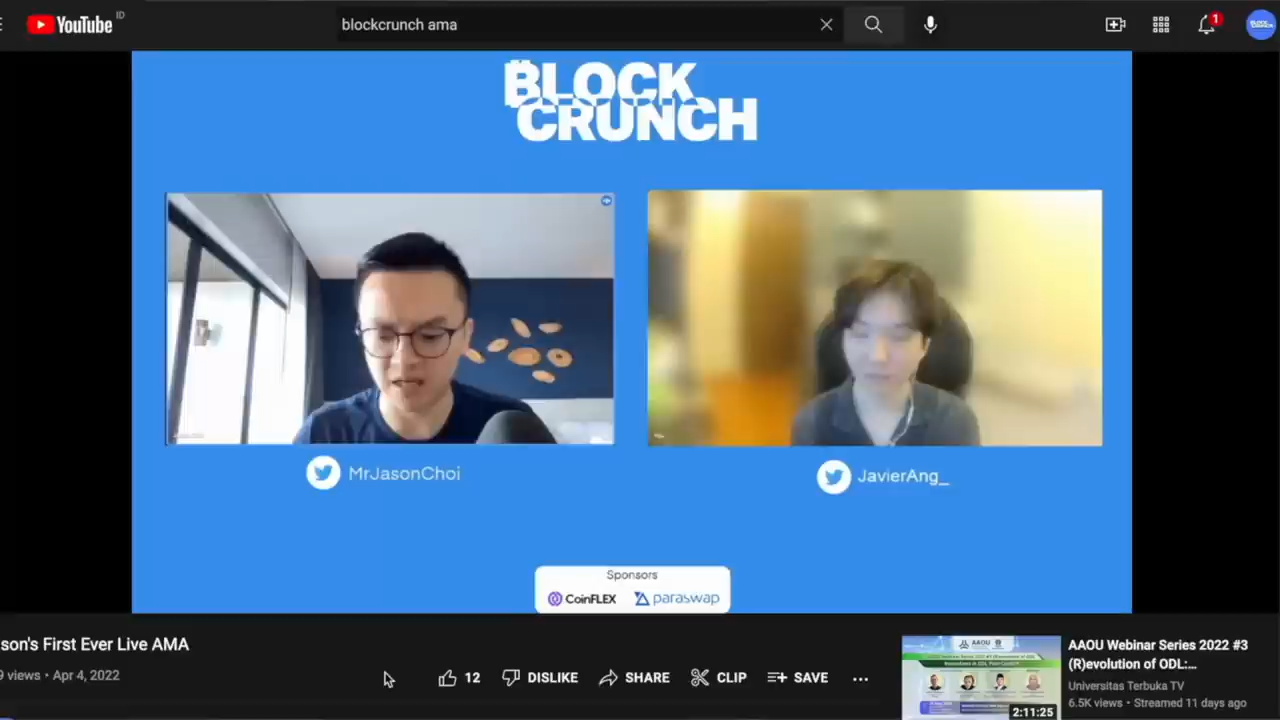 YouTube ID
blockcrunch ama
1
BLOCK
CRUNCH
MrJasonChoi
JavierAng_
Sponsors
CoinFLEX paraswap
son's First Ever Live AMA
9 views • Apr 4, 2022
12 DISLIKE SHARE CLIP SAVE
AAOU
2:11:25
AAOU Webinar Series 2022 #3
(R)evolution of ODL:...
Universitas Terbuka TV
6.5K views • Streamed 11 days ago